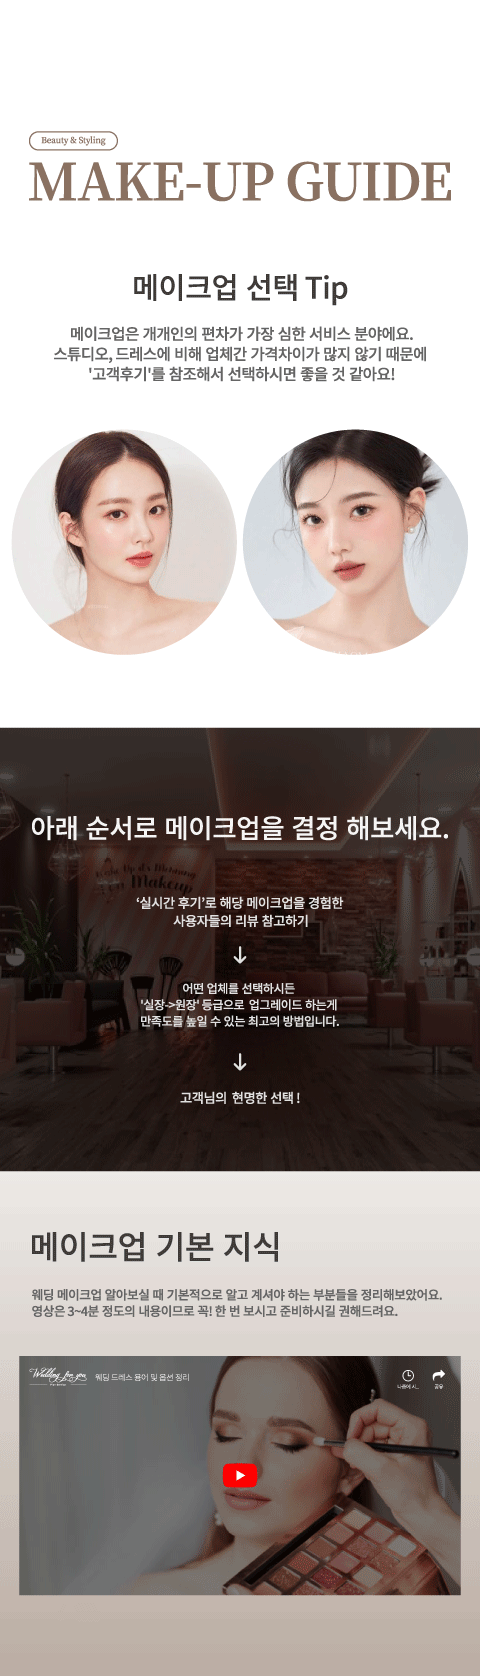 Beauty & Styling
MAKE-UP GUIDE
메이크업 선택 Tip
메이크업은 개개인의 편차가 가장 심한 서비스 분야에요.
스튜디오, 드레스에 비해 업체간 가격차이가 많지 않기 때문에
'고객후기'를 참조해서 선택하시면 좋을 것 같아요!
아래 순서로 메이크업을 결정 해보세요.
‘실시간 후기’로 해당 메이크업을 경험한
사용자들의 리뷰 참고하기
↓
어떤 업체를 선택하시든
'실장->원장' 등급으로 업그레이드 하는게
만족도를 높일 수 있는 최고의 방법입니다.
↓
고객님의 현명한 선택 !
메이크업 기본 지식
웨딩 메이크업 알아보실 때 기본적으로 알고 계셔야 하는 부분들을 정리해보았어요.
영상은 3~4분 정도의 내용이므로 꼭! 한 번 보시고 준비하시길 권해드려요.
Wedding for you
웨딩 드레스 용어 및 옵션 정리
나중에 시...
공유